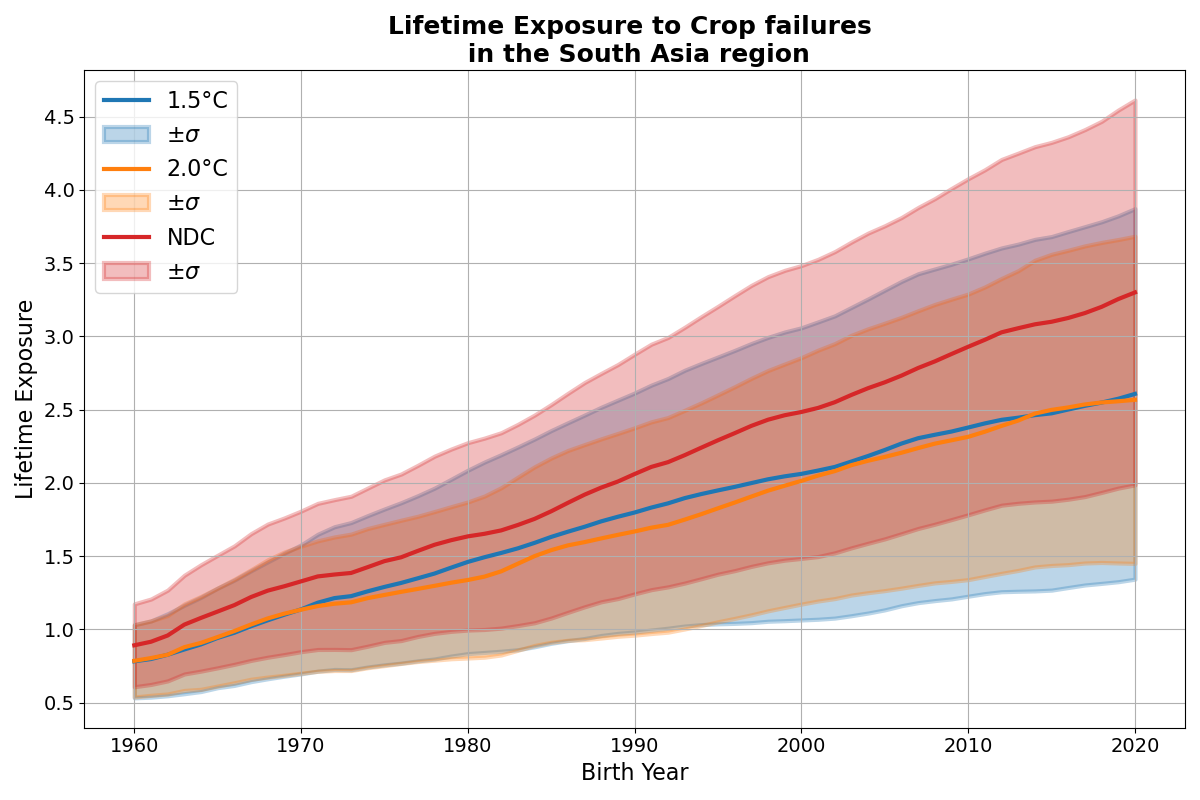 Lifetime Exposure to Crop failures
in the South Asia region
1.5°C
±σ
2.0°C
±σ
NDC
±σ
4.5
4.0
3.5
3.0
2.5
2.0
1.5
1.0
0.5
Lifetime Exposure
1960 1970 1980 1990 2000 2010 2020
Birth Year